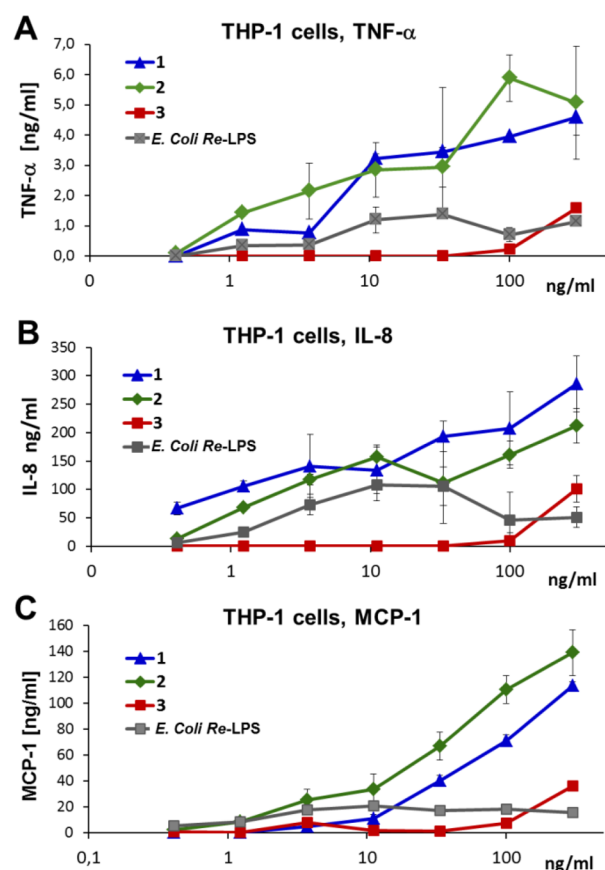 A
THP-1 cells, TNF-α
TNF-α [ng/ml]
7,0
6,0
5,0
4,0
3,0
2,0
1,0
0,0
1
2
3
E. Coli Re-LPS
0 1 10 100 ng/ml
B
THP-1 cells, IL-8
IL-8 ng/ml
350
300
250
200
150
100
50
0
1
2
3
E. Coli Re-LPS
0 1 10 100 ng/ml
C
THP-1 cells, MCP-1
MCP-1 [ng/ml]
160
140
120
100
80
60
40
20
0
1
2
3
E. Coli Re-LPS
0,1 1 10 100 ng/ml